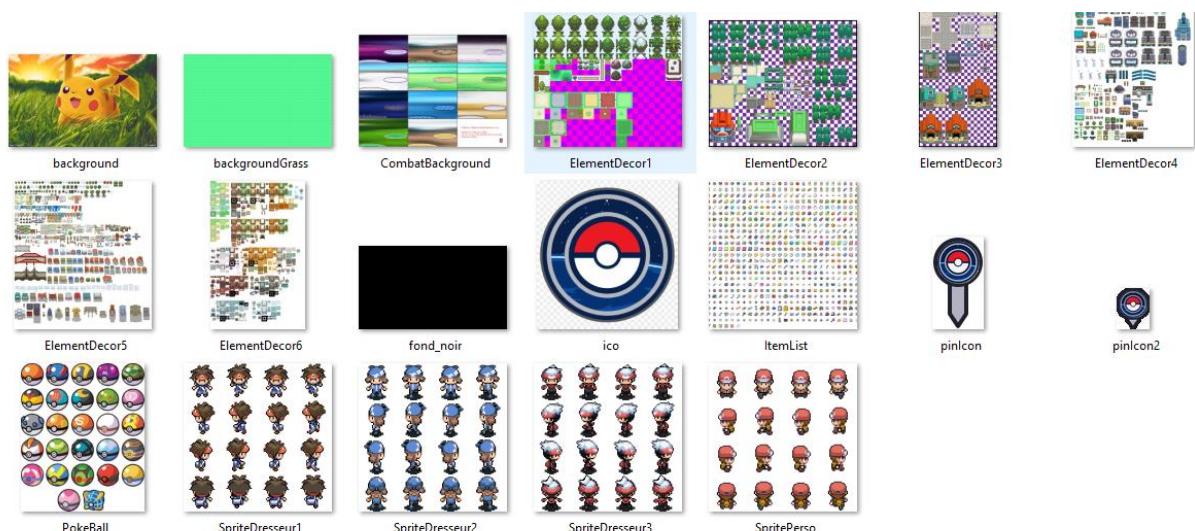 background
backgroundGrass
CombatBackground
ElementDecor1
ElementDecor2
ElementDecor3
ElementDecor4
ElementDecor5
ElementDecor6
fond_noir
ico
ItemList
pinIcon
pinIcon2
PokeBall
SpriteDresseur1
SpriteDresseur2
SpriteDresseur3
SpritePerso